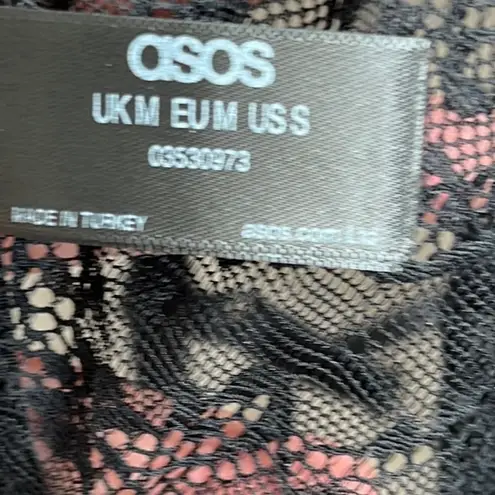 asos
UK M EU M US S
03530973
MADE IN TURKEY
asos.com Ltd